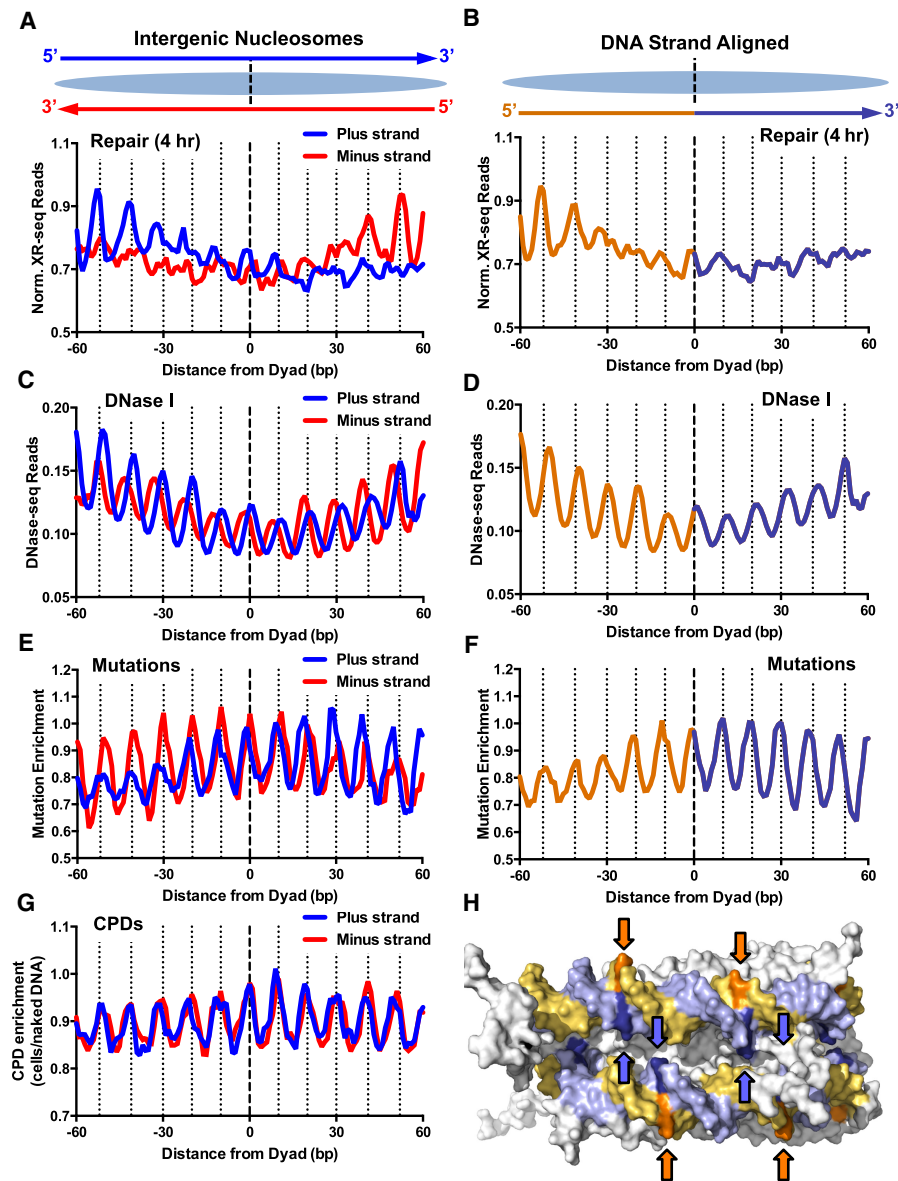 A
Intergenic Nucleosomes
5’
3’
3’
5’
Repair (4 hr)
Plus strand
Minus strand
Norm. XR-seq Reads
1.1
0.9
0.7
0.5
-60
-30
0
30
60
Distance from Dyad (bp)
B
DNA Strand Aligned
5’
3’
Repair (4 hr)
Norm. XR-seq Reads
1.1
0.9
0.7
0.5
-60
-30
0
30
60
Distance from Dyad (bp)
C
DNase I
Plus strand
Minus strand
DNase-seq Reads
0.20
0.15
0.10
0.05
-60
-30
0
30
60
Distance from Dyad (bp)
D
DNase I
DNase-seq Reads
0.20
0.15
0.10
0.05
-60
-30
0
30
60
Distance from Dyad (bp)
E
Mutations
Plus strand
Minus strand
Mutation Enrichment
1.2
1.1
1.0
0.9
0.8
0.7
0.6
0.5
-60
-30
0
30
60
Distance from Dyad (bp)
F
Mutations
Mutation Enrichment
1.2
1.1
1.0
0.9
0.8
0.7
0.6
0.5
-60
-30
0
30
60
Distance from Dyad (bp)
G
CPDs
Plus strand
Minus strand
CPD enrichment
(cells/naked DNA)
1.1
1.0
0.9
0.8
0.7
-60
-30
0
30
60
Distance from Dyad (bp)
H